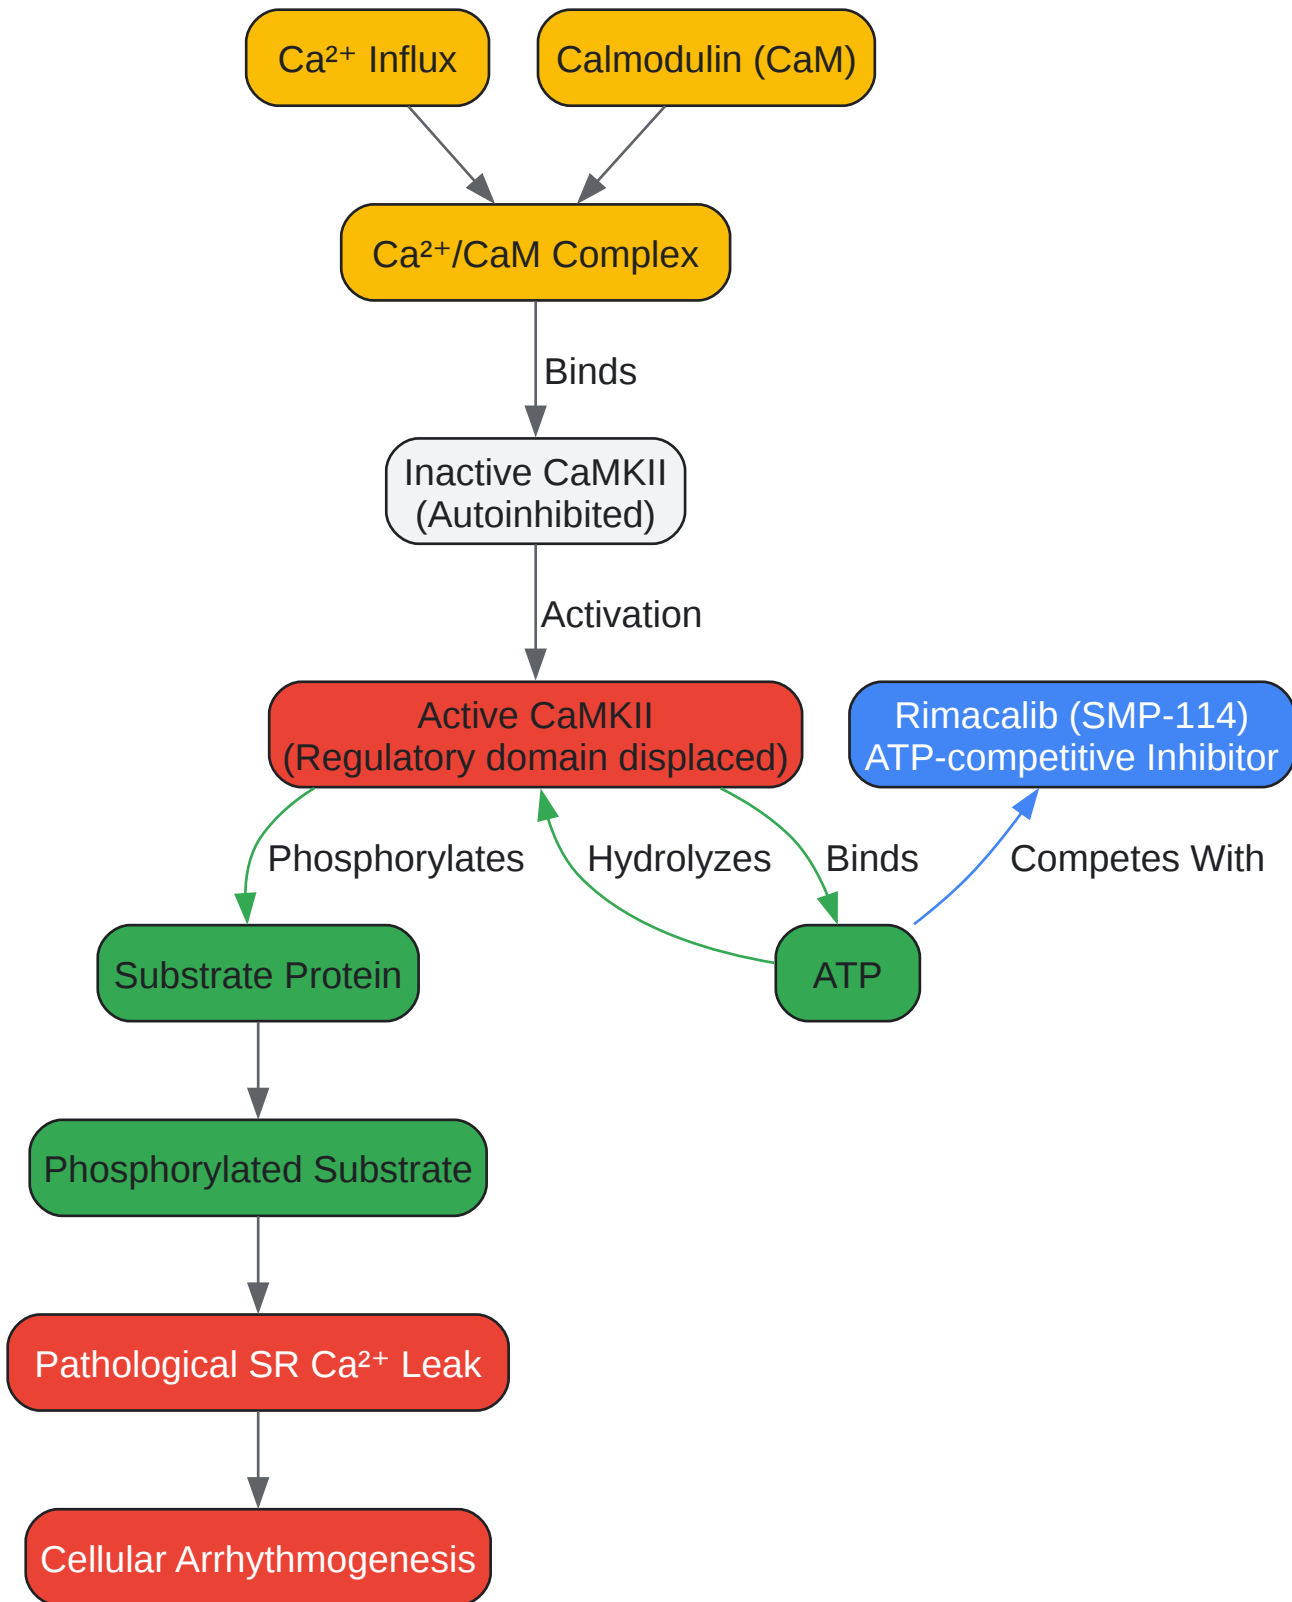 Ca²⁺ Influx
Calmodulin (CaM)
Ca²⁺/CaM Complex
Binds
Inactive CaMKII
(Autoinhibited)
Activation
Active CaMKII
(Regulatory domain displaced)
Rimacalib (SMP-114)
ATP-competitive Inhibitor
Phosphorylates
Hydrolyzes
Binds
Competes With
Substrate Protein
ATP
Phosphorylated Substrate
Pathological SR Ca²⁺ Leak
Cellular Arrhythmogenesis